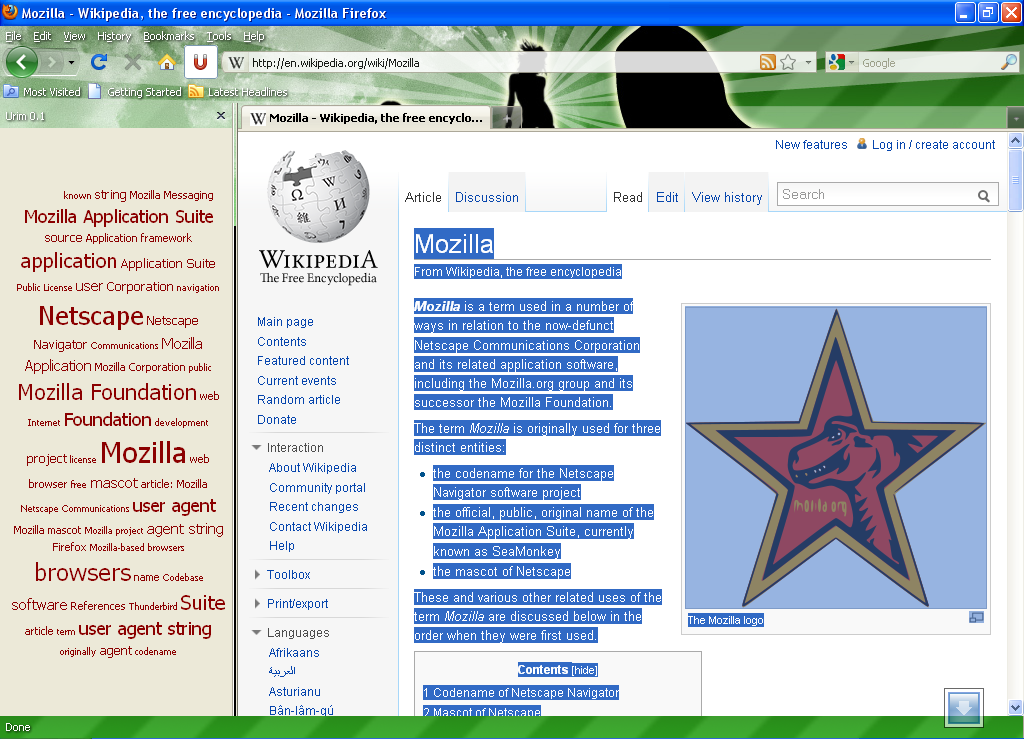 Mozilla - Wikipedia, the free encyclopedia - Mozilla Firefox
File Edit View History Bookmarks Tools Help
U W http://en.wikipedia.org/wiki/Mozilla Google
Most Visited Getting Started Latest Headlines
Urim 0.1
known string Mozilla Messaging
Mozilla Application Suite
source Application framework
application Application Suite
Public License user Corporation navigation
Netscape Netscape
Navigator Communications Mozilla
Application Mozilla Corporation public
Mozilla Foundation web
Internet Foundation development
project license Mozilla web
browser free mascot article: Mozilla
Netscape Communications user agent
Mozilla mascot Mozilla project agent string
Firefox Mozilla-based browsers
browsers name Codebase
software References Thunderbird Suite
article term user agent string
originally agent codename
W Mozilla - Wikipedia, the free encyclo...
New features Log in / create account
WIKIPEDIA
The Free Encyclopedia
Article Discussion Read Edit View history Search
Main page
Contents
Featured content
Current events
Random article
Donate
Interaction
About Wikipedia
Community portal
Recent changes
Contact Wikipedia
Help
Toolbox
Print/export
Languages
Afrikaans
العربية
Asturianu
Bân-lâm-gú
Mozilla
From Wikipedia, the free encyclopedia
Mozilla is a term used in a number of
ways in relation to the now-defunct
Netscape Communications Corporation
and its related application software,
including the Mozilla.org group and its
successor the Mozilla Foundation.
The term Mozilla is originally used for three
distinct entities:
the codename for the Netscape
Navigator software project
the official, public, original name of the
Mozilla Application Suite, currently
known as SeaMonkey
the mascot of Netscape
These and various other related uses of the
term Mozilla are discussed below in the
order when they were first used.
mozilla.org
The Mozilla logo
Contents [hide]
1 Codename of Netscape Navigator
2 Mascot of Netscape
Done